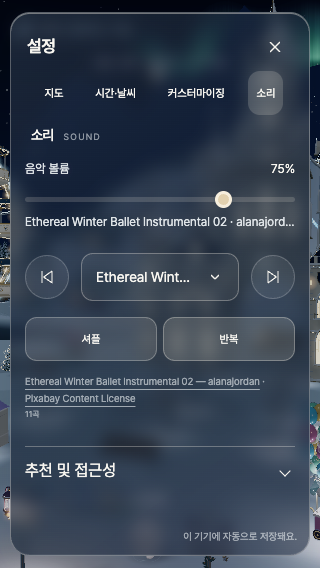 설정
지도 시간·날씨 커스터마이징 소리
소리 SOUND
음악 볼륨 75%
Ethereal Winter Ballet Instrumental 02 · alanajord...
Ethereal Wint...
셔플 반복
Ethereal Winter Ballet Instrumental 02 — alanajordan ·
Pixabay Content License
11곡
추천 및 접근성
이 기기에 자동으로 저장돼요.